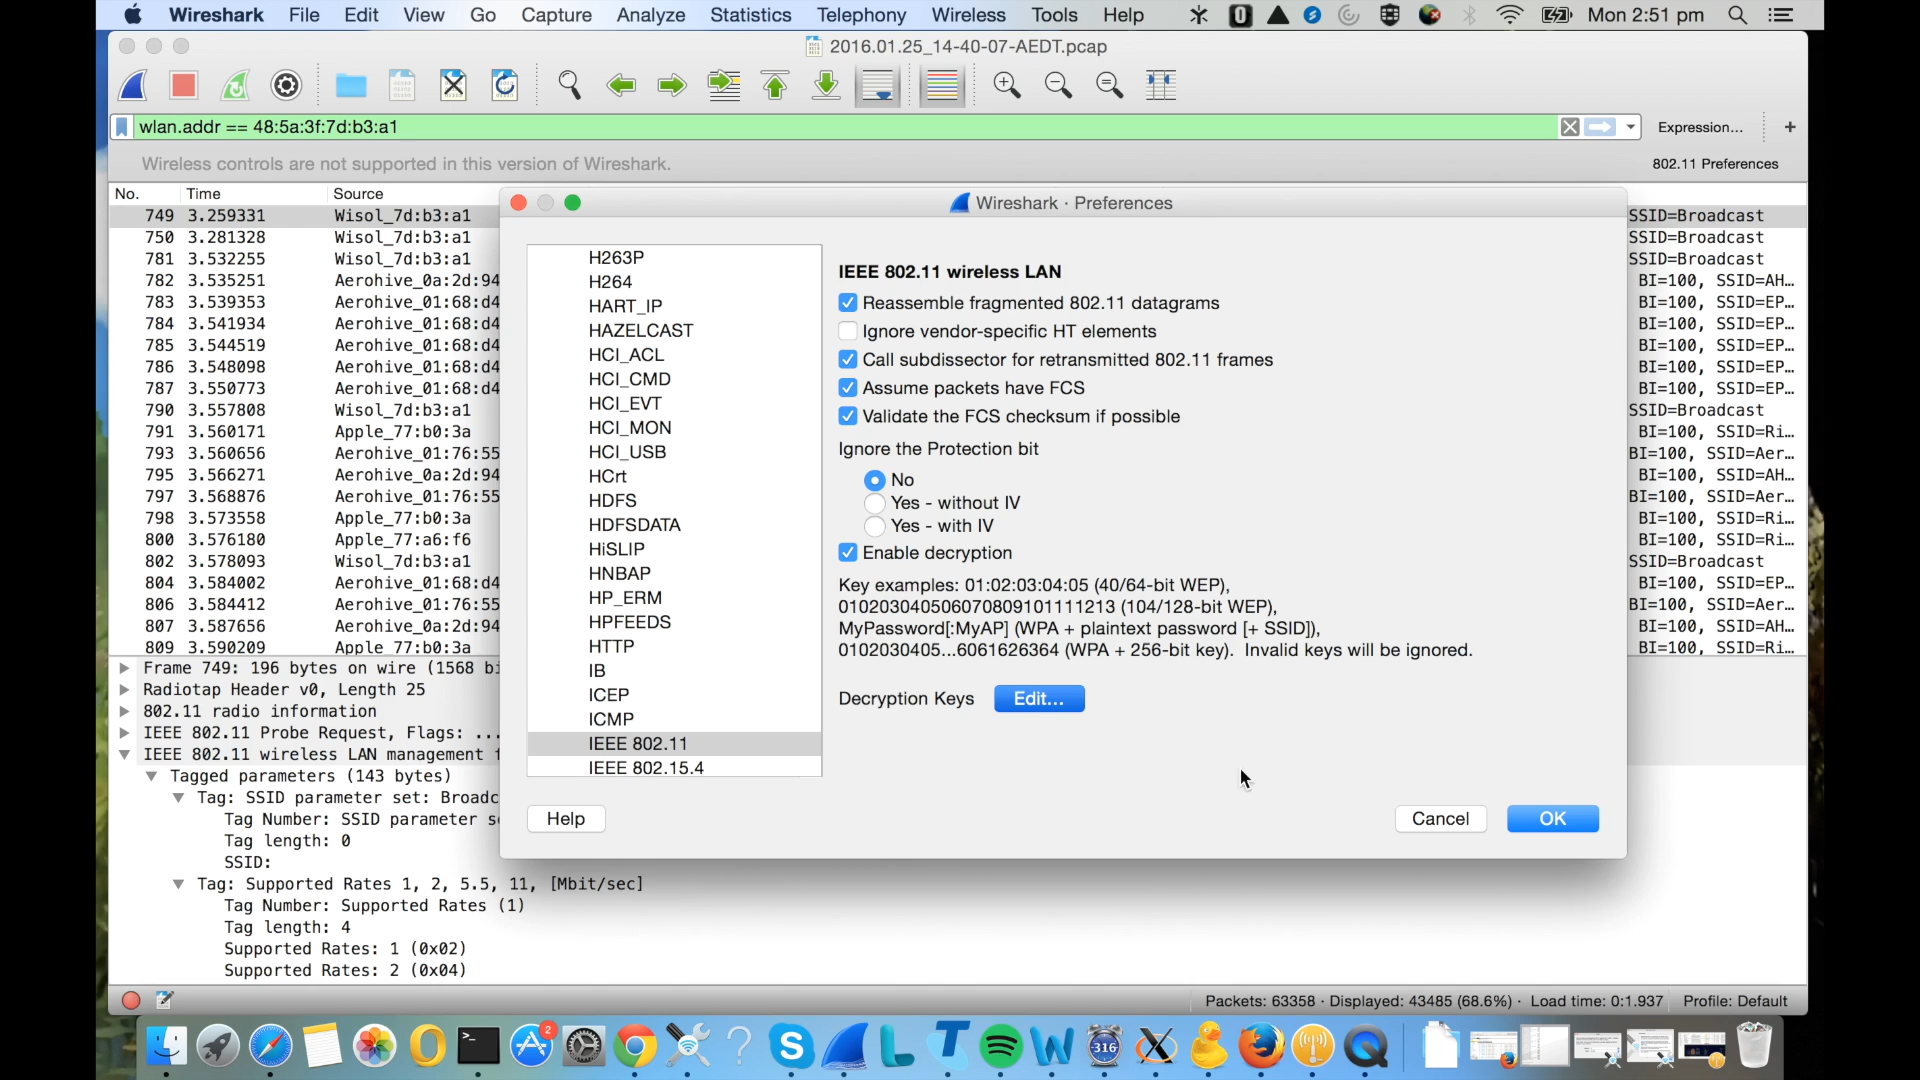 Wireshark File Edit View Go Capture Analyze Statistics Telephony Wireless Tools Help Mon 2:51 pm
2016.01.25_14-40-07-AEDT.pcap
wlan.addr == 48:5a:3f:7d:b3:a1 Expression... +
Wireless controls are not supported in this version of Wireshark. 802.11 Preferences
No. Time Source
749 3.259331 Wisol_7d:b3:a1 SSID=Broadcast
750 3.281328 Wisol_7d:b3:a1 SSID=Broadcast
781 3.532255 Wisol_7d:b3:a1 SSID=Broadcast
782 3.535251 Aerohive_0a:2d:94 BI=100, SSID=AH…
783 3.539353 Aerohive_01:68:d4 BI=100, SSID=EP…
784 3.541934 Aerohive_01:68:d4 BI=100, SSID=EP…
785 3.544519 Aerohive_01:68:d4 BI=100, SSID=EP…
786 3.548098 Aerohive_01:68:d4 BI=100, SSID=EP…
787 3.550773 Aerohive_01:68:d4 BI=100, SSID=EP…
790 3.557808 Wisol_7d:b3:a1 SSID=Broadcast
791 3.560171 Apple_77:b0:3a BI=100, SSID=Ri…
793 3.560656 Aerohive_01:76:55 BI=100, SSID=Aer…
795 3.566271 Aerohive_0a:2d:94 BI=100, SSID=AH…
797 3.568876 Aerohive_01:76:55 BI=100, SSID=Aer…
798 3.573558 Apple_77:b0:3a BI=100, SSID=Ri…
800 3.576180 Apple_77:a6:f6 BI=100, SSID=Ri…
802 3.578093 Wisol_7d:b3:a1 SSID=Broadcast
804 3.584002 Aerohive_01:68:d4 BI=100, SSID=EP…
806 3.584412 Aerohive_01:76:55 BI=100, SSID=Aer…
807 3.587656 Aerohive_0a:2d:94 BI=100, SSID=AH…
809 3.590209 Apple_77:b0:3a BI=100, SSID=Ri…
Wireshark · Preferences
H263P
H264
HART_IP
HAZELCAST
HCI_ACL
HCI_CMD
HCI_EVT
HCI_MON
HCI_USB
HCrt
HDFS
HDFSDATA
HiSLIP
HNBAP
HP_ERM
HPFEEDS
HTTP
IB
ICEP
ICMP
IEEE 802.11
IEEE 802.15.4
IEEE 802.11 wireless LAN
Reassemble fragmented 802.11 datagrams
Ignore vendor-specific HT elements
Call subdissector for retransmitted 802.11 frames
Assume packets have FCS
Validate the FCS checksum if possible
Ignore the Protection bit
No
Yes - without IV
Yes - with IV
Enable decryption
Key examples: 01:02:03:04:05 (40/64-bit WEP),
010203040506070809101111213 (104/128-bit WEP),
MyPassword[:MyAP] (WPA + plaintext password [+ SSID]),
0102030405...6061626364 (WPA + 256-bit key). Invalid keys will be ignored.
Decryption Keys Edit...
Help Cancel OK
Frame 749: 196 bytes on wire (1568 bi
Radiotap Header v0, Length 25
802.11 radio information
IEEE 802.11 Probe Request, Flags: ...
IEEE 802.11 wireless LAN management f
Tagged parameters (143 bytes)
Tag: SSID parameter set: Broadc
Tag Number: SSID parameter s
Tag length: 0
SSID:
Tag: Supported Rates 1, 2, 5.5, 11, [Mbit/sec]
Tag Number: Supported Rates (1)
Tag length: 4
Supported Rates: 1 (0x02)
Supported Rates: 2 (0x04)
Packets: 63358 · Displayed: 43485 (68.6%) · Load time: 0:1.937 Profile: Default
2
316